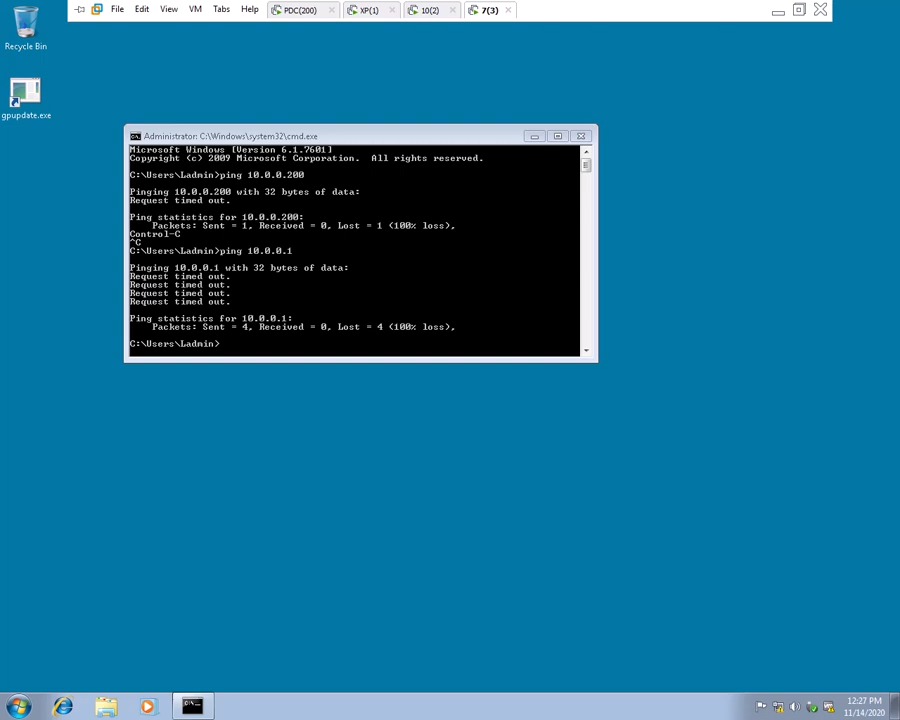 File Edit View VM Tabs Help PDC(200) XP(1) 10(2) 7(3)
Recycle Bin
gpupdate.exe
Administrator: C:\Windows\system32\cmd.exe
Microsoft Windows [Version 6.1.7601]
Copyright (c) 2009 Microsoft Corporation.  All rights reserved.
C:\Users\Ladmin>ping 10.0.0.200
Pinging 10.0.0.200 with 32 bytes of data:
Request timed out.
Ping statistics for 10.0.0.200:
Packets: Sent = 1, Received = 0, Lost = 1 (100% loss),
Control-C
^C
C:\Users\Ladmin>ping 10.0.0.1
Pinging 10.0.0.1 with 32 bytes of data:
Request timed out.
Request timed out.
Request timed out.
Request timed out.
Ping statistics for 10.0.0.1:
Packets: Sent = 4, Received = 0, Lost = 4 (100% loss),
C:\Users\Ladmin>
12:27 PM
11/14/2020